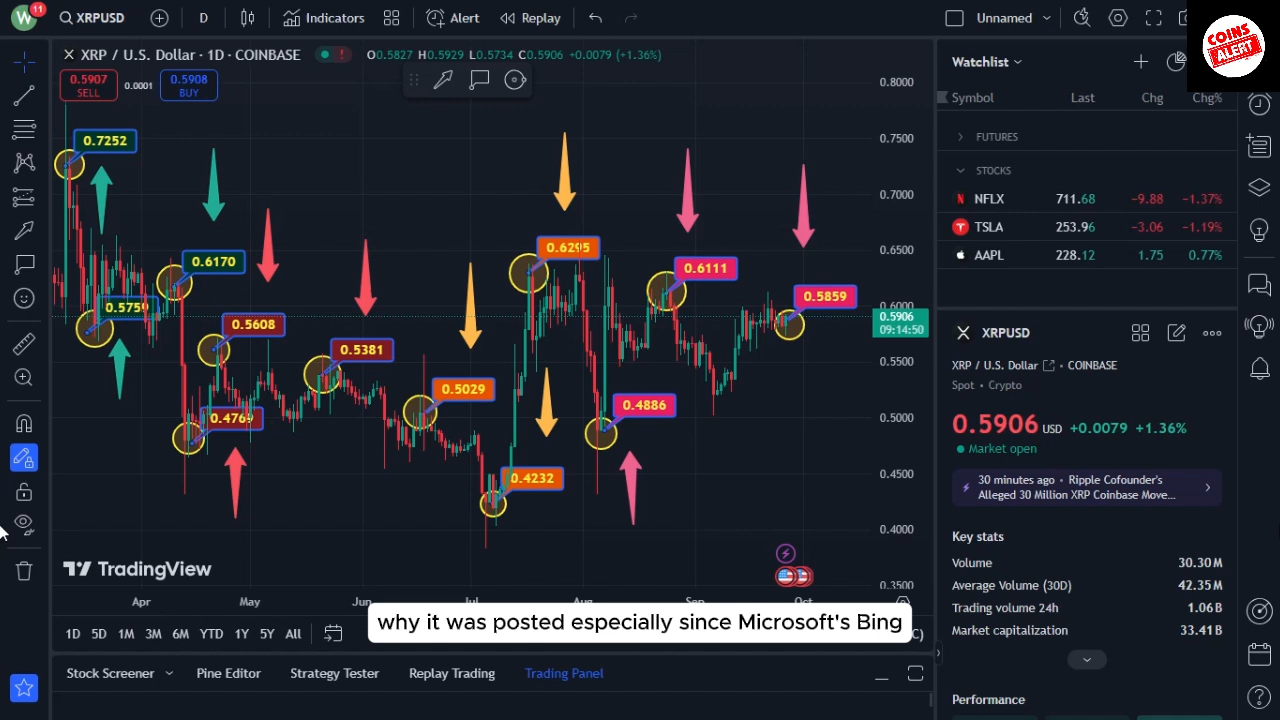 W 11
XRPUSD
D
Indicators
Alert
Replay
Unnamed
COINS
ALERT
XRP / U.S. Dollar · 1D · COINBASE
O0.5827 H0.5929 L0.5734 C0.5906 +0.0079 (+1.36%)
0.5907
SELL
0.0001
0.5908
BUY
0.7252
0.6170
0.5759
0.5608
0.4769
0.5381
0.5029
0.6295
0.4232
0.6111
0.4886
0.5859
0.8000
0.7500
0.7000
0.6500
0.6000
0.5906
09:14:50
0.5500
0.5000
0.4500
0.4000
0.3500
TradingView
Apr
May
Jun
Jul
Aug
Sep
Oct
why it was posted especially since Microsoft's Bing
1D 5D 1M 3M 6M YTD 1Y 5Y All
Stock Screener
Pine Editor
Strategy Tester
Replay Trading
Trading Panel
Watchlist
Symbol Last Chg Chg%
FUTURES
STOCKS
NFLX 711.68 −9.88 −1.37%
TSLA 253.96 −3.06 −1.19%
AAPL 228.12 1.75 0.77%
XRPUSD
XRP / U.S. Dollar · COINBASE
Spot · Crypto
0.5906 USD +0.0079 +1.36%
Market open
30 minutes ago · Ripple Cofounder's
Alleged 30 Million XRP Coinbase Move...
Key stats
Volume 30.30M
Average Volume (30D) 42.35M
Trading volume 24h 1.06B
Market capitalization 33.41B
Performance